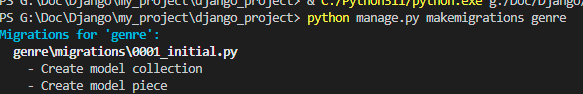 PS G:\Doc\Django\my_project\django_project> & C:/Python311/python.exe g:/Doc/Django/
PS G:\Doc\Django\my_project\django_project> python manage.py makemigrations genre
Migrations for 'genre':
genre\migrations\0001_initial.py
- Create model collection
- Create model piece